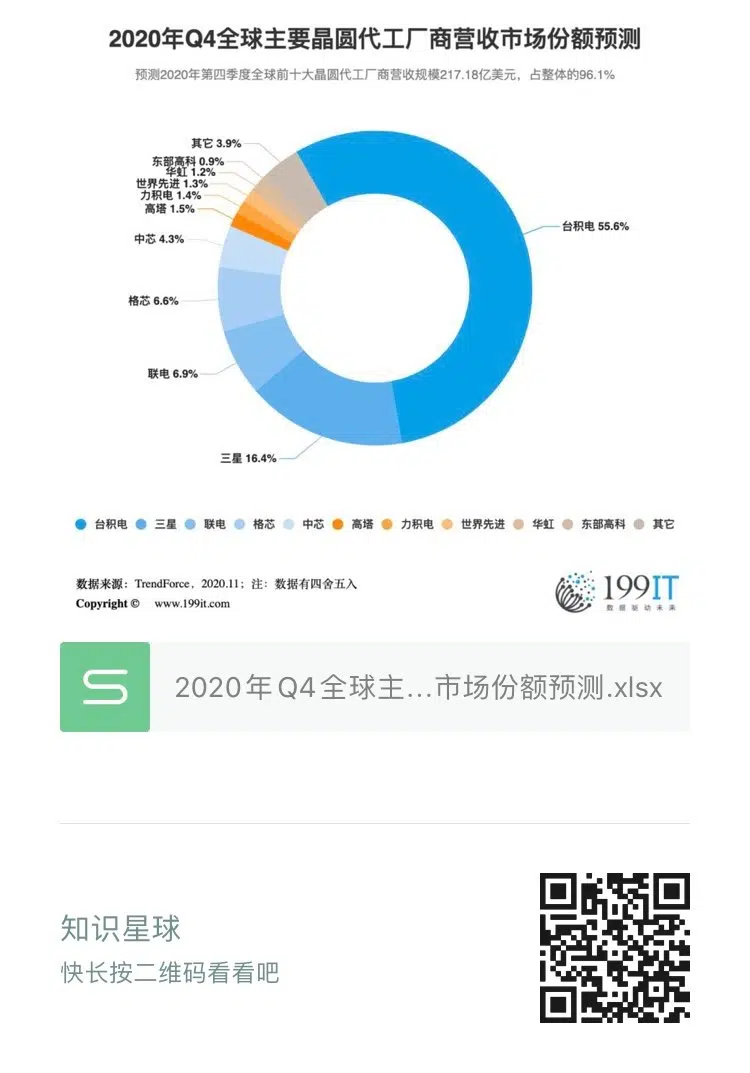 2020年Q4全球主要晶圆代工厂商营收市场份额预测
预测2020年第四季度全球前十大晶圆代工厂商营收规模217.18亿美元，占整体的96.1%
其它 3.9%
东部高科 0.9%
华虹 1.2%
世界先进 1.3%
力积电 1.4%
高塔 1.5%
中芯 4.3%
格芯 6.6%
联电 6.9%
三星 16.4%
台积电 55.6%
台积电 三星 联电 格芯 中芯 高塔 力积电 世界先进 华虹 东部高科 其它
数据来源：TrendForce，2020.11；注：数据有四舍五入
Copyright © www.199it.com
199IT
数据驱动未来
2020年Q4全球主...市场份额预测.xlsx
知识星球
快长按二维码看看吧